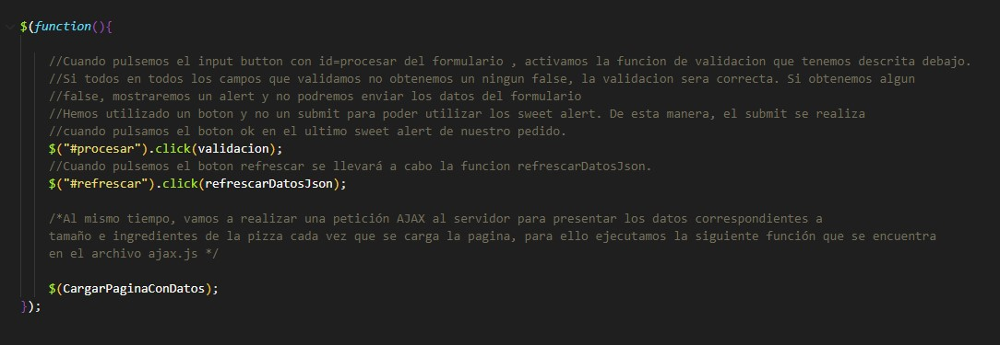 $(function(){
//Cuando pulsemos el input button con id=procesar del formulario , activamos la funcion de validacion que tenemos descrita debajo.
//Si todos en todos los campos que validamos no obtenemos un ningun false, la validacion sera correcta. Si obtenemos algun
//false, mostraremos un alert y no podremos enviar los datos del formulario
//Hemos utilizado un boton y no un submit para poder utilizar los sweet alert. De esta manera, el submit se realiza
//cuando pulsamos el boton ok en el ultimo sweet alert de nuestro pedido.
$("#procesar").click(validacion);
//Cuando pulsemos el boton refrescar se llevará a cabo la funcion refrescarDatosJson.
$("#refrescar").click(refrescarDatosJson);
/*Al mismo tiempo, vamos a realizar una petición AJAX al servidor para presentar los datos correspondientes a
tamaño e ingredientes de la pizza cada vez que se carga la pagina, para ello ejecutamos la siguiente función que se encuentra
en el archivo ajax.js */
$(CargarPaginaConDatos);
});